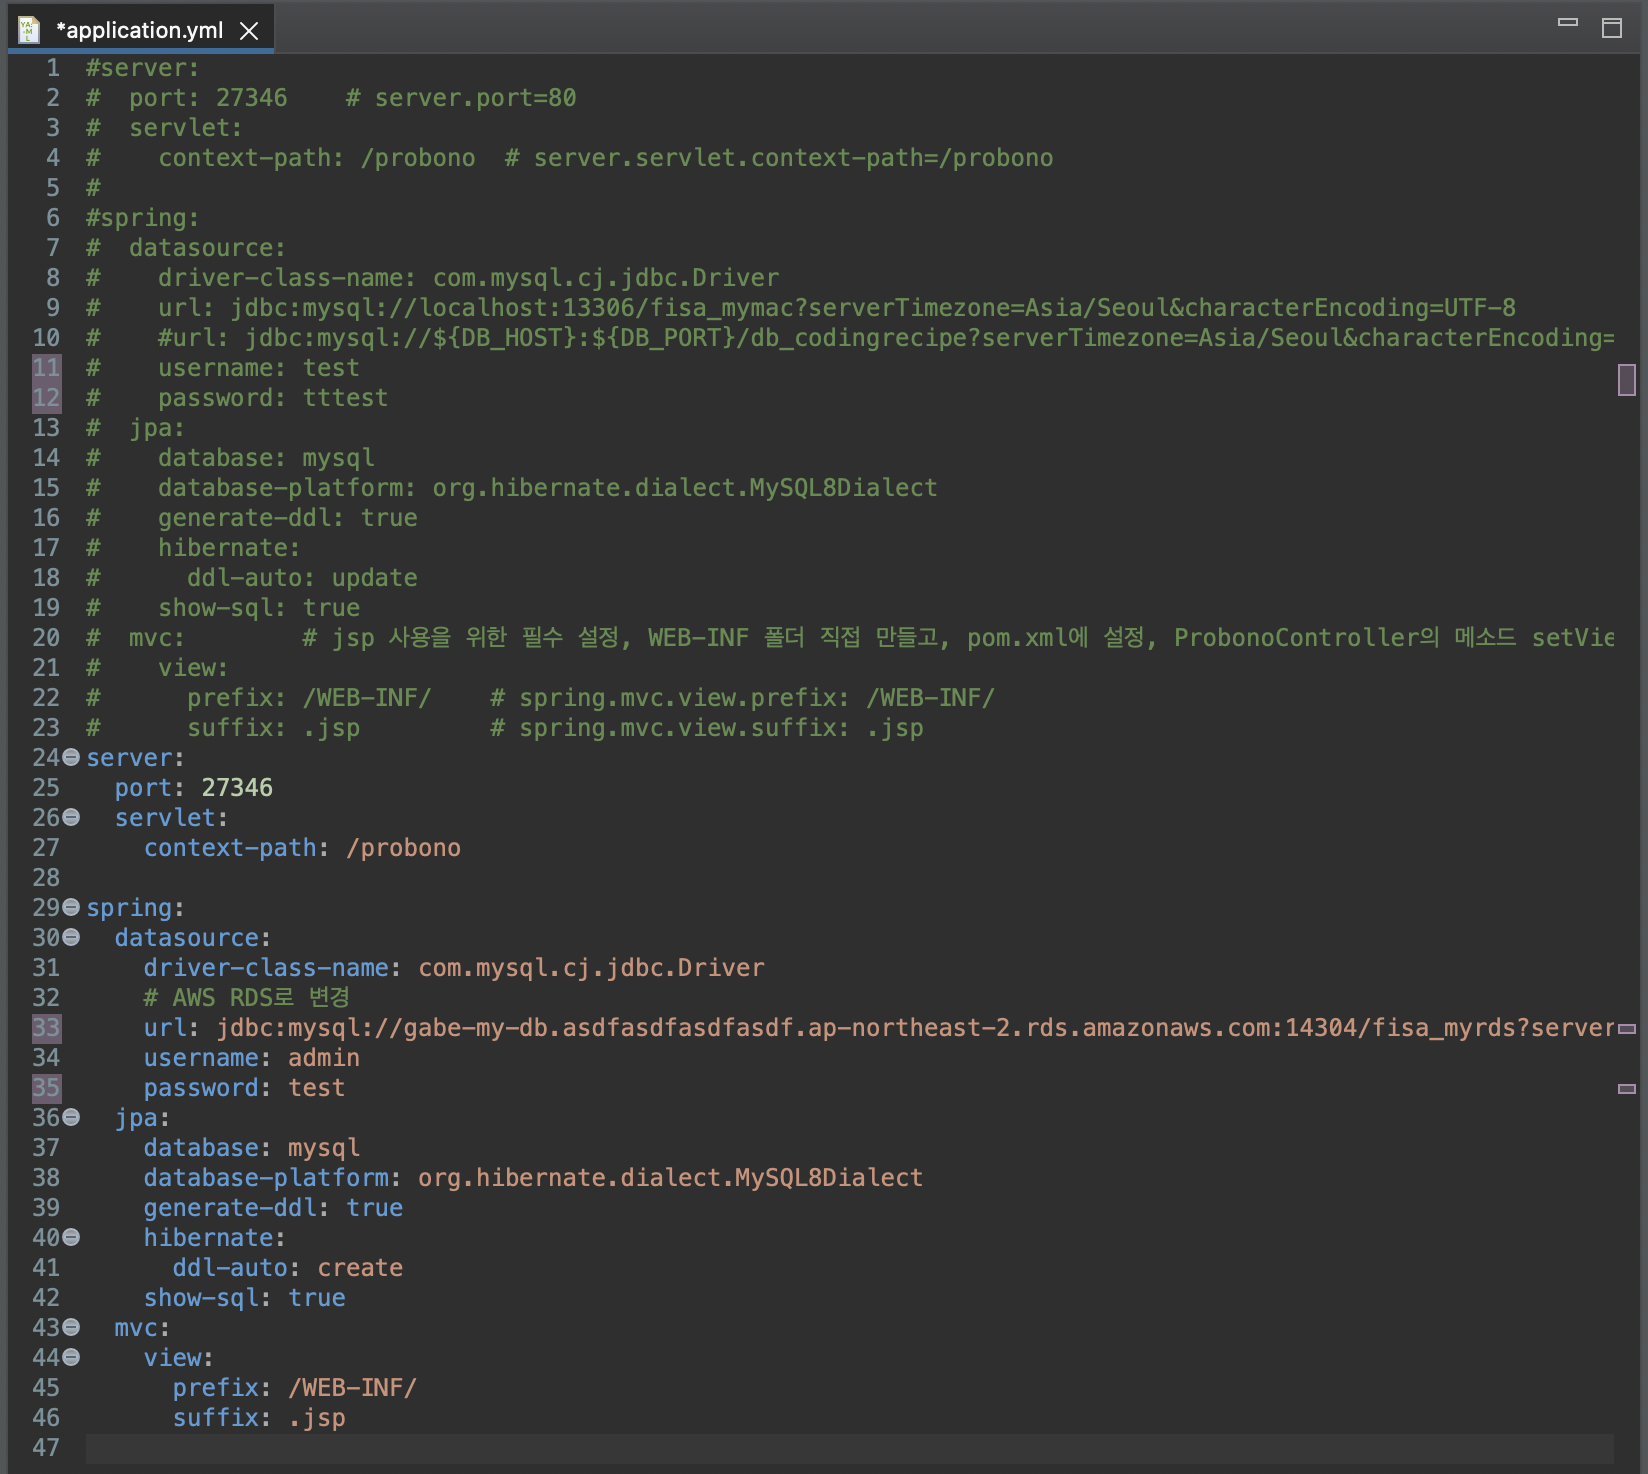 *application.yml
1 #server:
2 #  port: 27346    # server.port=80
3 #  servlet:
4 #    context-path: /probono  # server.servlet.context-path=/probono
5 #
6 #spring:
7 #  datasource:
8 #    driver-class-name: com.mysql.cj.jdbc.Driver
9 #    url: jdbc:mysql://localhost:13306/fisa_mymac?serverTimezone=Asia/Seoul&characterEncoding=UTF-8
10 #    #url: jdbc:mysql://${DB_HOST}:${DB_PORT}/db_codingrecipe?serverTimezone=Asia/Seoul&characterEncoding=
11 #    username: test
12 #    password: tttest
13 #  jpa:
14 #    database: mysql
15 #    database-platform: org.hibernate.dialect.MySQL8Dialect
16 #    generate-ddl: true
17 #    hibernate:
18 #      ddl-auto: update
19 #    show-sql: true
20 #  mvc:        # jsp 사용을 위한 필수 설정, WEB-INF 폴더 직접 만들고, pom.xml에 설정, ProbonoController의 메소드 setVie
21 #    view:
22 #      prefix: /WEB-INF/    # spring.mvc.view.prefix: /WEB-INF/
23 #      suffix: .jsp         # spring.mvc.view.suffix: .jsp
24 server:
25   port: 27346
26   servlet:
27     context-path: /probono
28
29 spring:
30   datasource:
31     driver-class-name: com.mysql.cj.jdbc.Driver
32     # AWS RDS로 변경
33     url: jdbc:mysql://gabe-my-db.asdfasdfasdfasdf.ap-northeast-2.rds.amazonaws.com:14304/fisa_myrds?server
34     username: admin
35     password: test
36   jpa:
37     database: mysql
38     database-platform: org.hibernate.dialect.MySQL8Dialect
39     generate-ddl: true
40     hibernate:
41       ddl-auto: create
42     show-sql: true
43   mvc:
44     view:
45       prefix: /WEB-INF/
46       suffix: .jsp
47